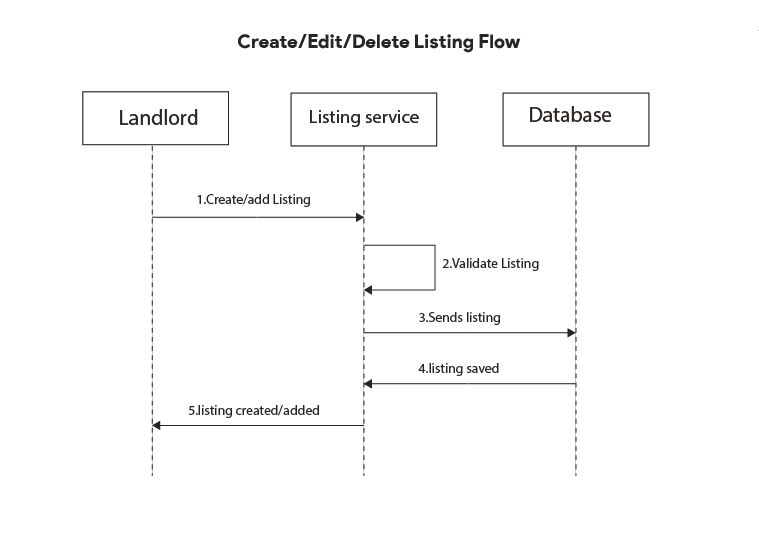 Create/Edit/Delete Listing Flow
Landlord
Listing service
Database
1.Create/add Listing
2.Validate Listing
3.Sends listing
4.listing saved
5.listing created/added